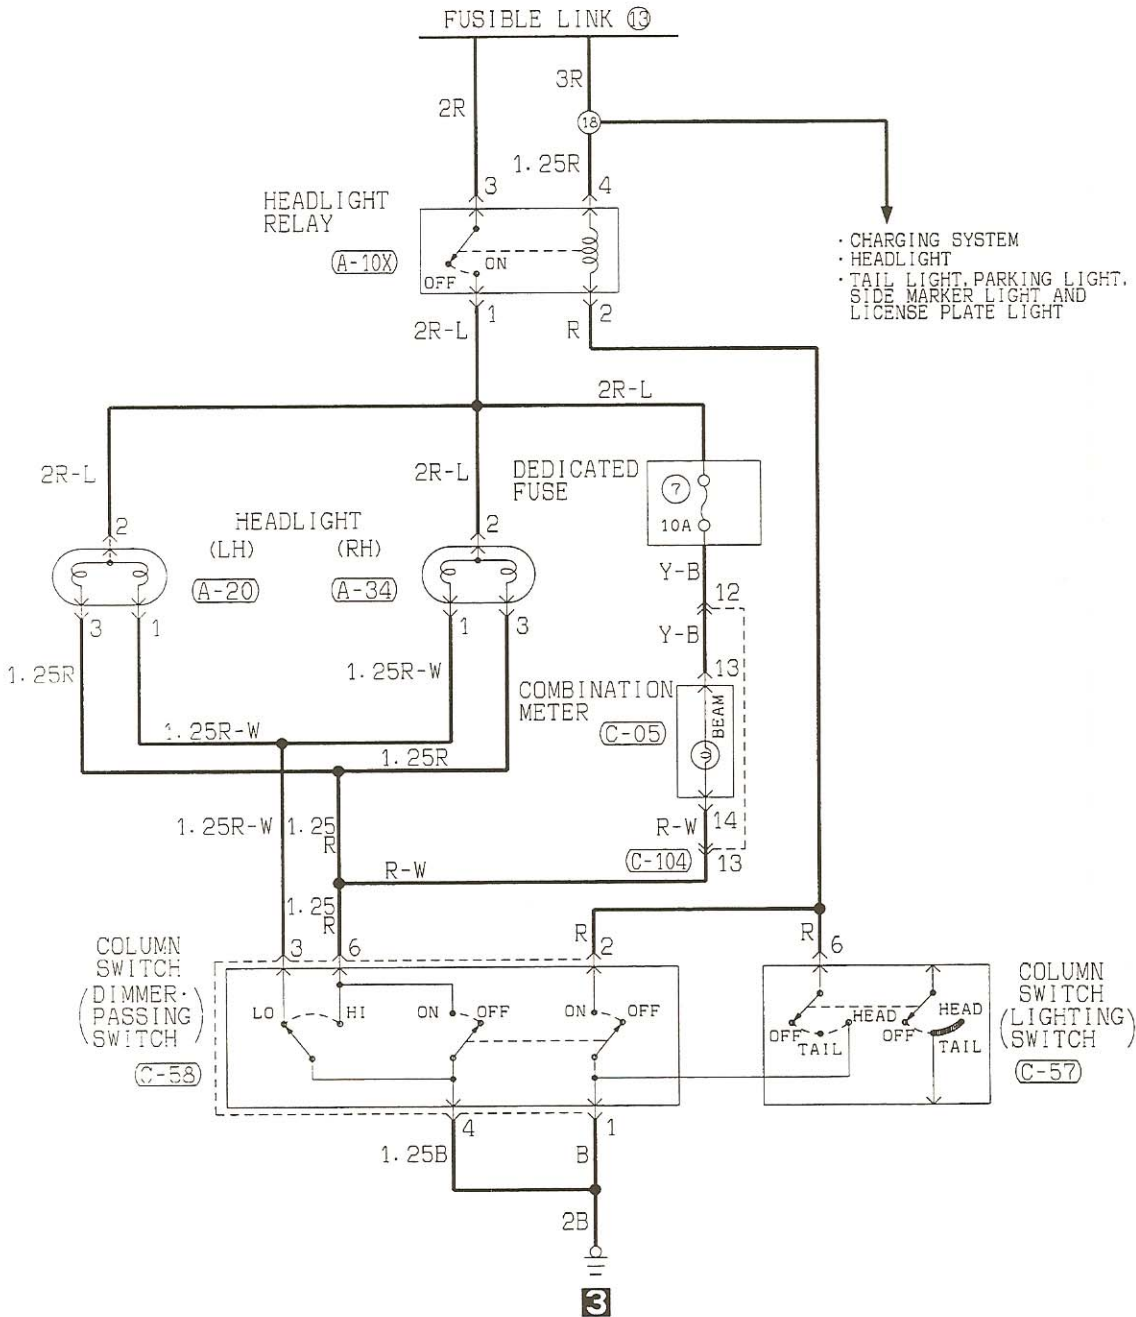 FUSIBLE LINK ⑬
2R
3R
18
1.25R
3
4
HEADLIGHT
RELAY
A-10X
ON
OFF
· CHARGING SYSTEM
· HEADLIGHT
· TAIL LIGHT, PARKING LIGHT,
SIDE MARKER LIGHT AND
LICENSE PLATE LIGHT
1
2
2R-L
R
2R-L
2R-L
2R-L
DEDICATED
FUSE
7
10A
2
HEADLIGHT
2
(LH)
(RH)
A-20
A-34
Y-B
12
3
1
1
3
Y-B
1.25R
1.25R-W
13
COMBINATION
METER
C-05
BEAM
1.25R-W
1.25R
1.25R-W
1.25
R
R-W
14
C-104
13
R-W
1.25
R
COLUMN
SWITCH
(DIMMER·
PASSING
SWITCH)
C-58
3
6
R
2
R
6
LO
HI
ON
OFF
ON
OFF
OFF
TAIL
HEAD
OFF
HEAD
TAIL
COLUMN
SWITCH
(LIGHTING
SWITCH)
C-57
4
1
1.25B
B
2B
3